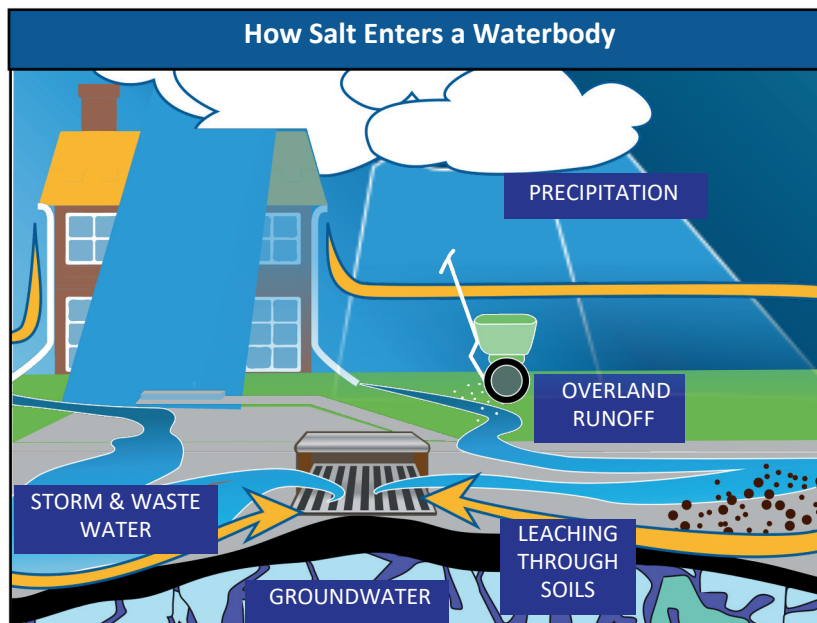 How Salt Enters a Waterbody
PRECIPITATION
OVERLAND
RUNOFF
STORM & WASTE
WATER
LEACHING
THROUGH
SOILS
GROUNDWATER